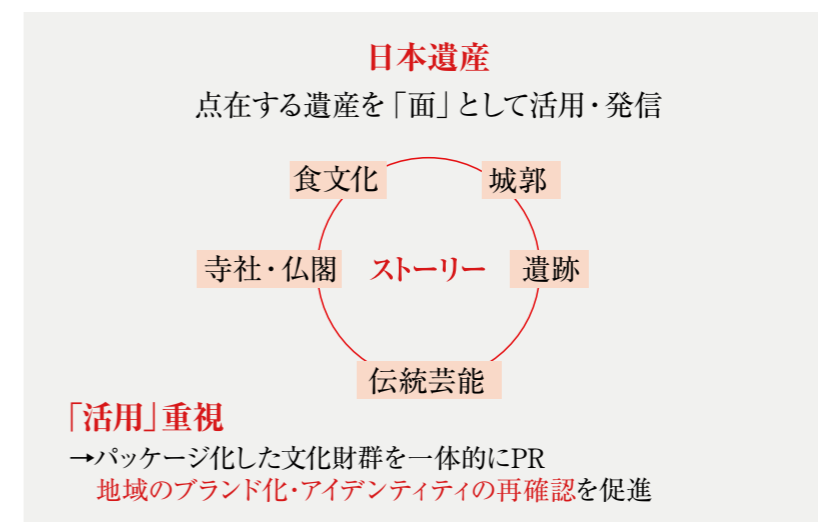 日本遺産
点在する遺産を「面」として活用・発信
食文化
城郭
寺社・仏閣
ストーリー
遺跡
伝統芸能
「活用」重視
→パッケージ化した文化財群を一体的にPR
地域のブランド化・アイデンティティの再確認を促進